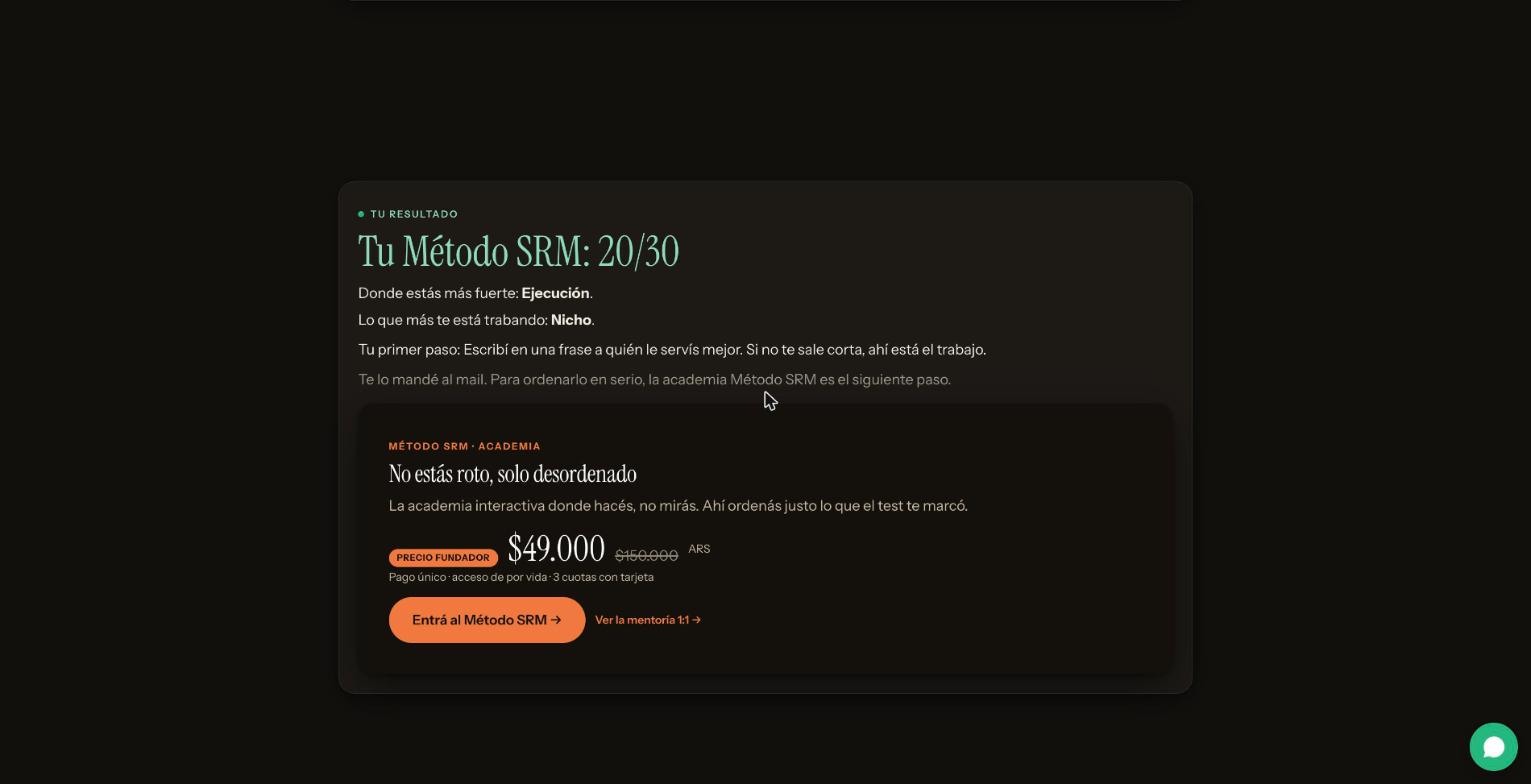 TU RESULTADO
Tu Método SRM: 20/30
Donde estás más fuerte: Ejecución.
Lo que más te está trabando: Nicho.
Tu primer paso: Escribí en una frase a quién le servís mejor. Si no te sale corta, ahí está el trabajo.
Te lo mandé al mail. Para ordenarlo en serio, la academia Método SRM es el siguiente paso.
MÉTODO SRM · ACADEMIA
No estás roto, solo desordenado
La academia interactiva donde hacés, no mirás. Ahí ordenás justo lo que el test te marcó.
PRECIO FUNDADOR $49.000 $150.000 ARS
Pago único · acceso de por vida · 3 cuotas con tarjeta
Entrá al Método SRM → Ver la mentoría 1:1 →